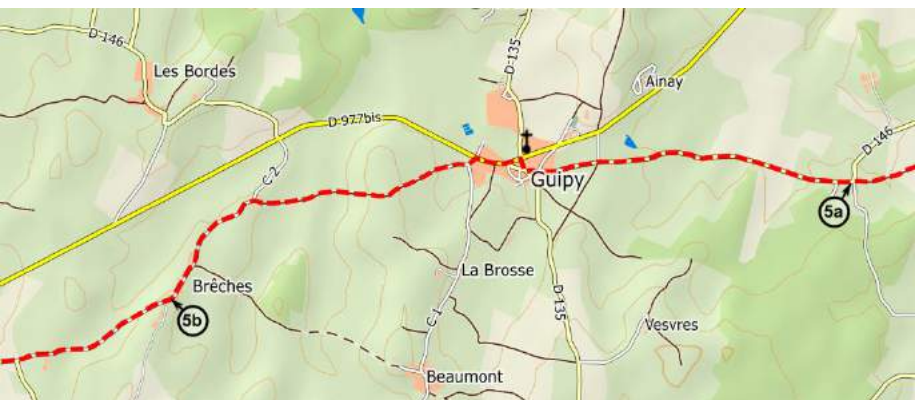 D 146
D-135
Les Bordes
Ainay
D 977bis
D-146
C-2
Guipy
5a
La Brosse
Brêches
D 135
5b
C 1
Vesvres
Beaumont